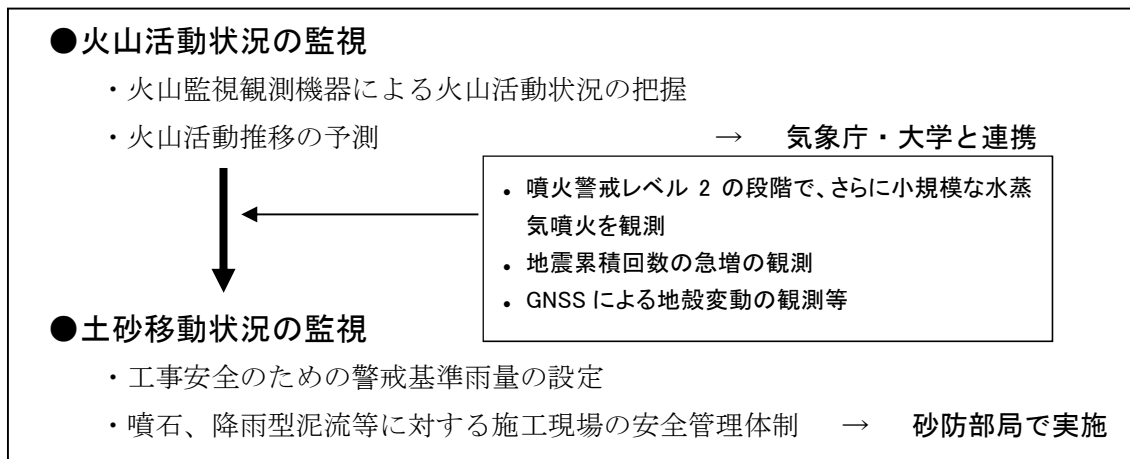 ●火山活動状況の監視
・火山監視観測機器による火山活動状況の把握
・火山活動推移の予測 → 気象庁・大学と連携
• 噴火警戒レベル 2 の段階で、さらに小規模な水蒸
気噴火を観測
• 地震累積回数の急増の観測
• GNSS による地殻変動の観測等
●土砂移動状況の監視
・工事安全のための警戒基準雨量の設定
・噴石、降雨型泥流等に対する施工現場の安全管理体制 → 砂防部局で実施